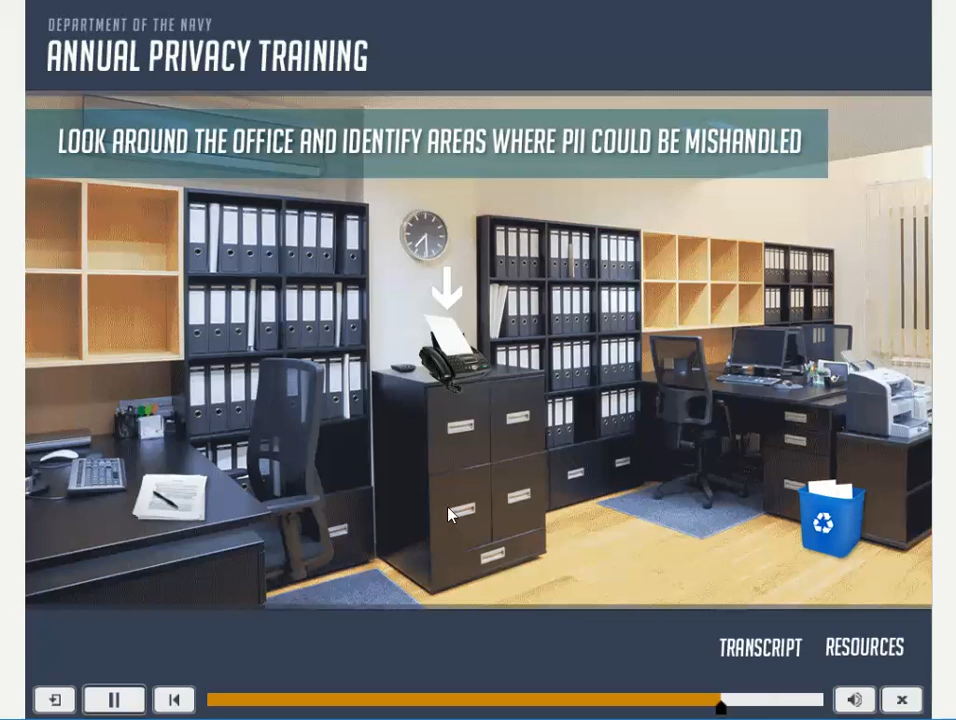 DEPARTMENT OF THE NAVY
ANNUAL PRIVACY TRAINING
LOOK AROUND THE OFFICE AND IDENTIFY AREAS WHERE PII COULD BE MISHANDLED
TRANSCRIPT
RESOURCES